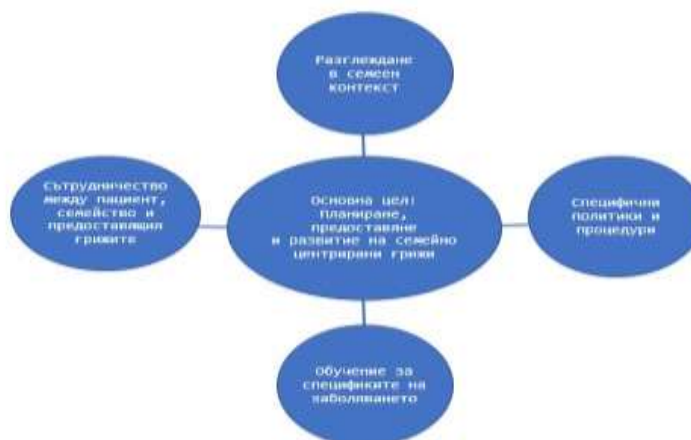 Разглеждане
в семеен
контекст
Сътрудничество
между пациент,
семейство и
предоставящия
грижите
Основна цел:
планиране,
предоставяне
и развитие на семейно
центрирани грижи
Специфични
политики и
процедури
Обучение за
спецификите на
заболяването